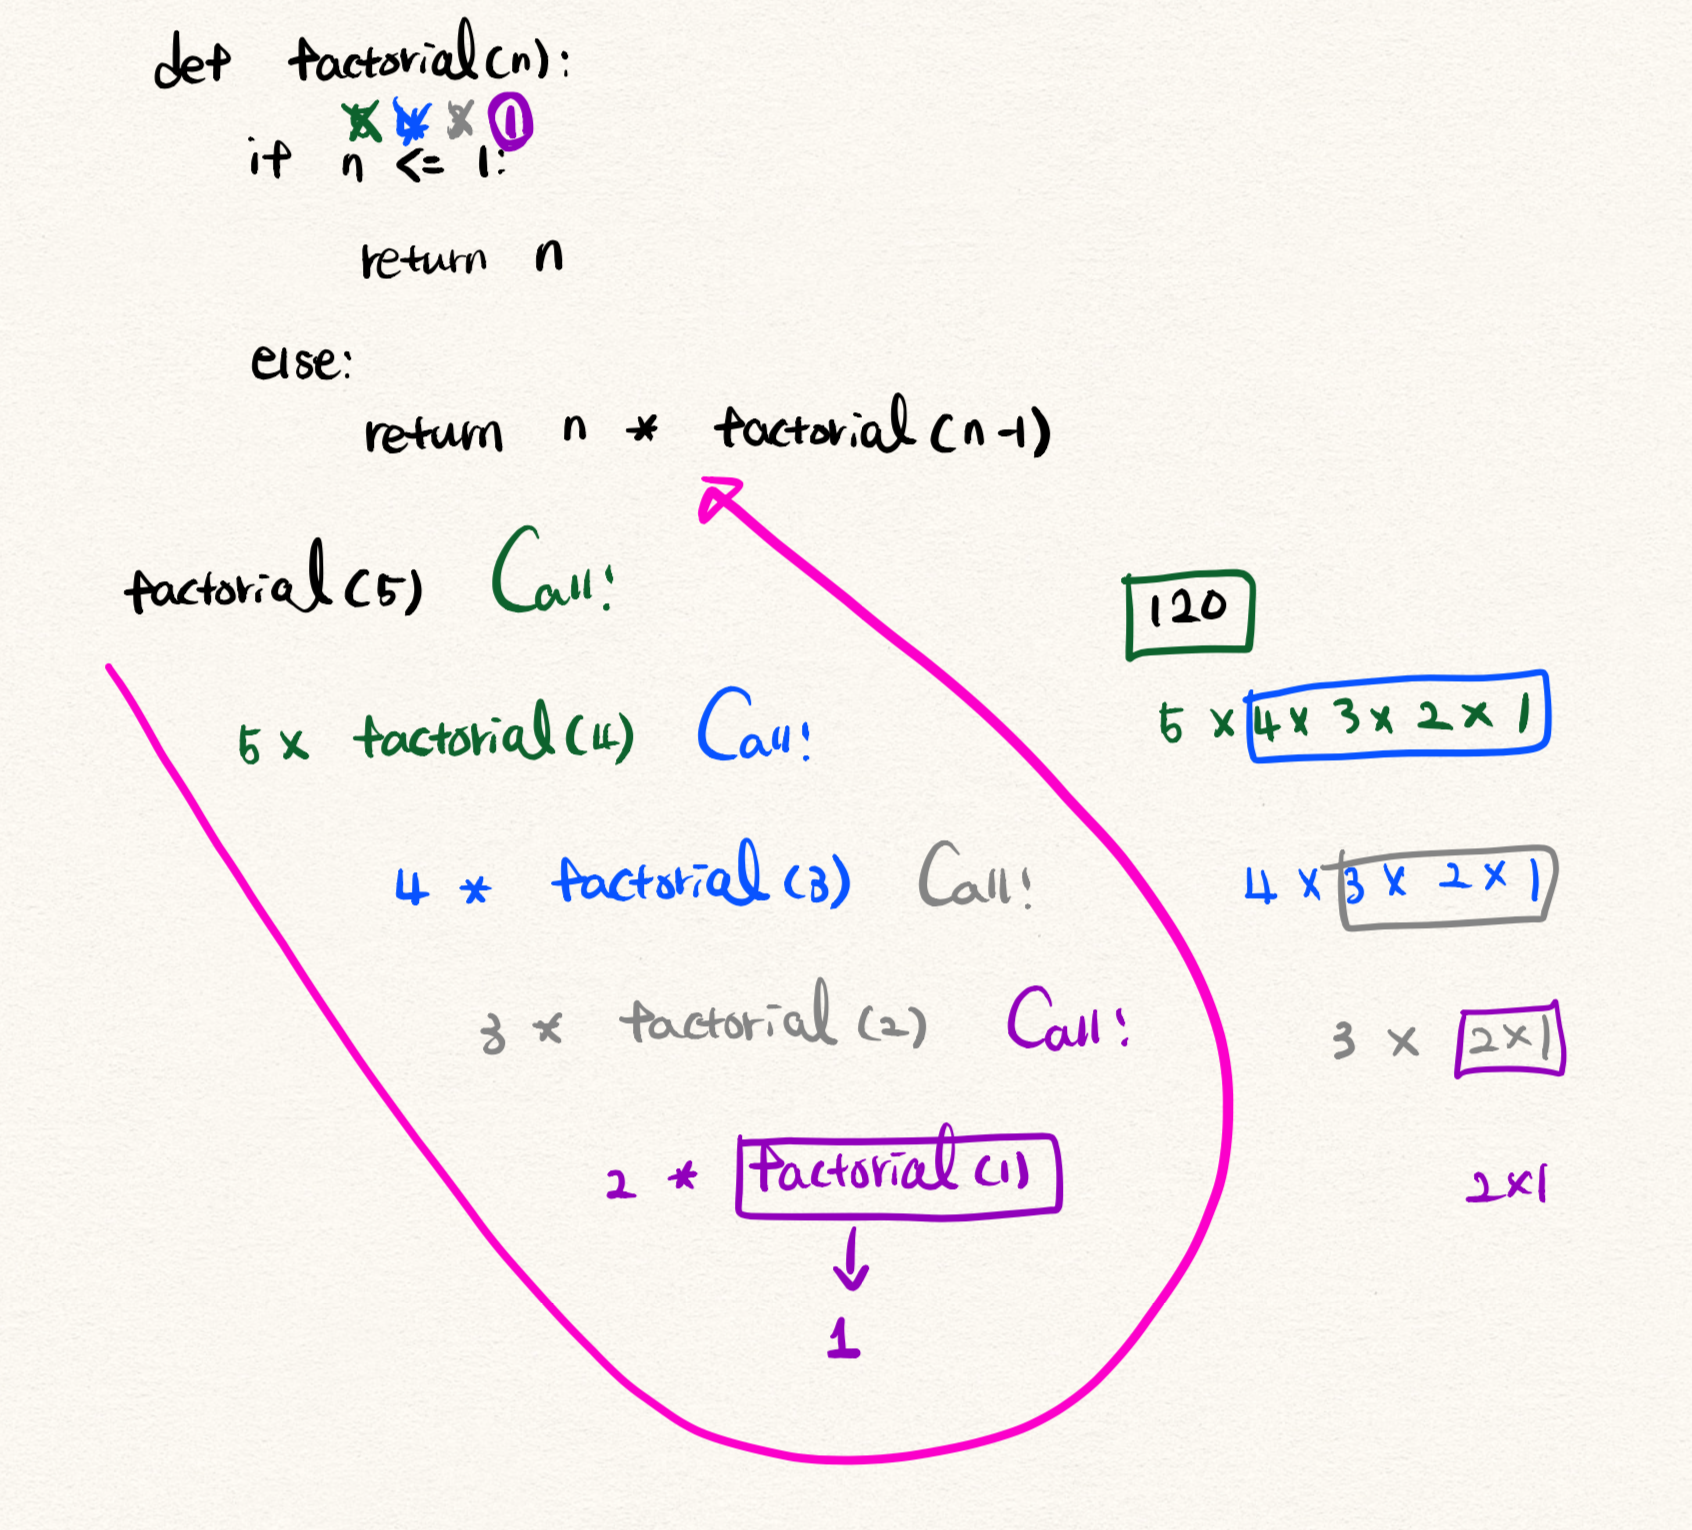 def factorial(n):
1
if n <= 1:
return n
else:
return n * factorial(n-1)
factorial(5) Call!
120
5 x factorial(4) Call!
5 x 4 x 3 x 2 x 1
4 * factorial(3) Call!
4 x 3 x 2 x 1
3 * factorial(2) Call!
3 x 2x1
2 * factorial(1)
2x1
1